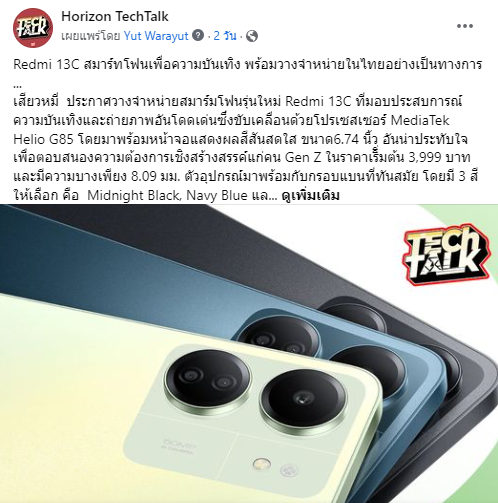 Horizon TechTalk
เผยแพร่โดย Yut Warayut · 2 วัน ·
Redmi 13C สมาร์ทโฟนเพื่อความบันเทิง พร้อมวางจำหน่ายในไทยอย่างเป็นทางการ
...
เสียวหมี่ ประกาศวางจำหน่ายสมาร์มโฟนรุ่นใหม่ Redmi 13C ที่มอบประสบการณ์
ความบันเทิงและถ่ายภาพอันโดดเด่นซึ่งขับเคลื่อนด้วยโปรเซสเซอร์ MediaTek
Helio G85 โดยมาพร้อมหน้าจอแสดงผลสีสันสดใส ขนาด6.74 นิ้ว อันน่าประทับใจ
เพื่อตอบสนองความต้องการเชิงสร้างสรรค์แก่คน Gen Z ในราคาเริ่มต้น 3,999 บาท
และมีความบางเพียง 8.09 มม. ตัวอุปกรณ์มาพร้อมกับกรอบแบนที่ทันสมัย โดยมี 3 สี
ให้เลือก คือ Midnight Black, Navy Blue แล... ดูเพิ่มเติม
TECH
TALK
50MP